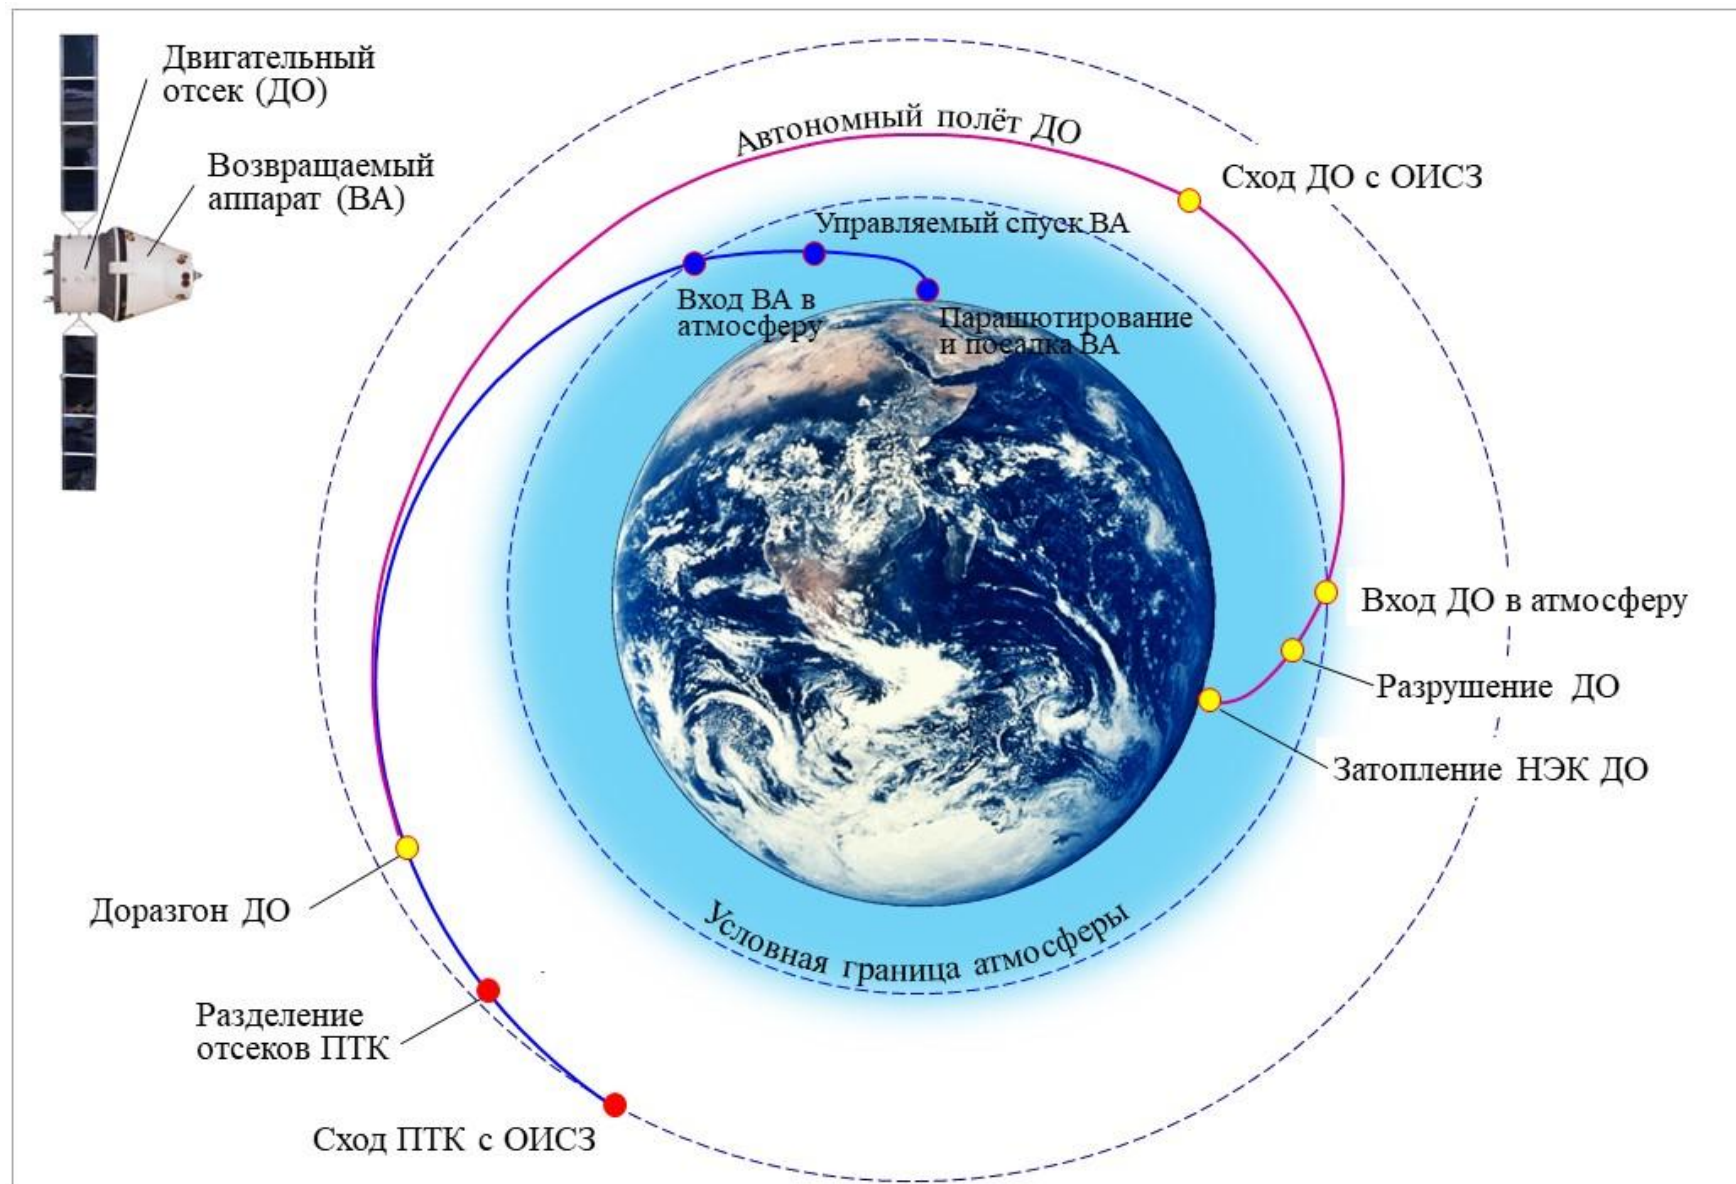 Двигательный
отсек (ДО)
Возвращаемый
аппарат (ВА)
Автономный полёт ДО
Сход ДО с ОИСЗ
Управляемый спуск ВА
Вход ВА в
атмосферу
Парашютирование
и посадка ВА
Вход ДО в атмосферу
Разрушение ДО
Затопление НЭК ДО
Доразгон ДО
Условная граница атмосферы
Разделение
отсеков ПТК
Сход ПТК с ОИСЗ